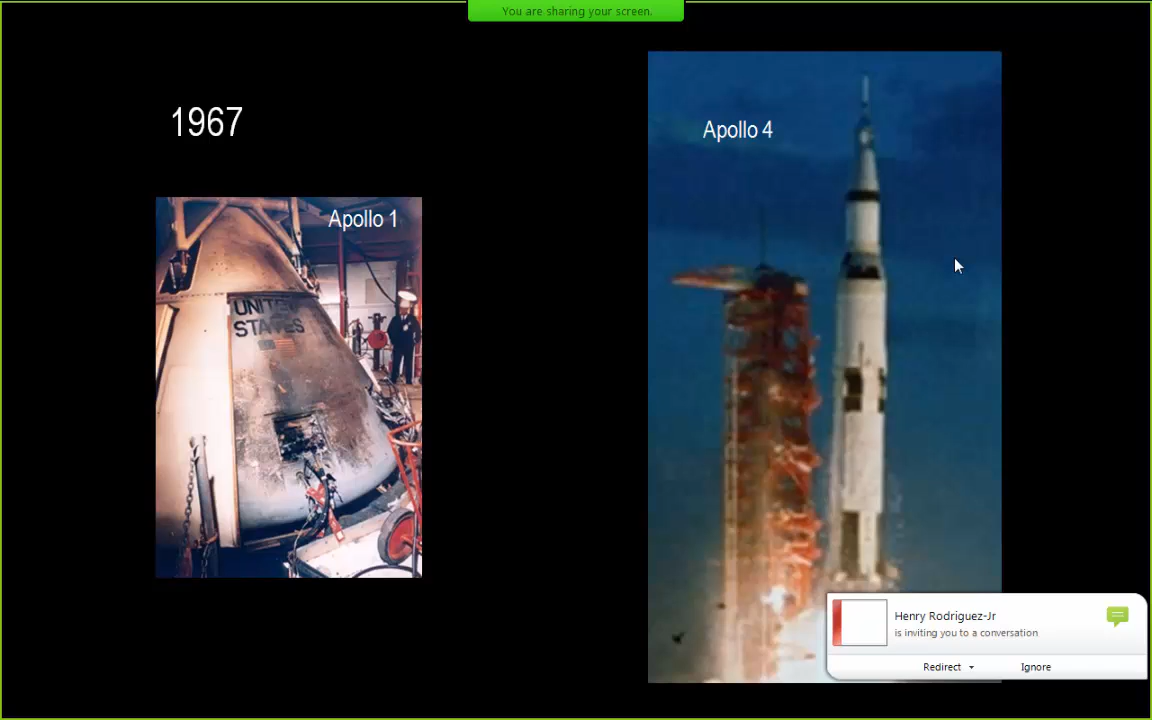 You are sharing your screen.
1967
Apollo 4
Apollo 1
UNITED
STATES
Henry Rodriguez-Jr
is inviting you to a conversation
Redirect
Ignore